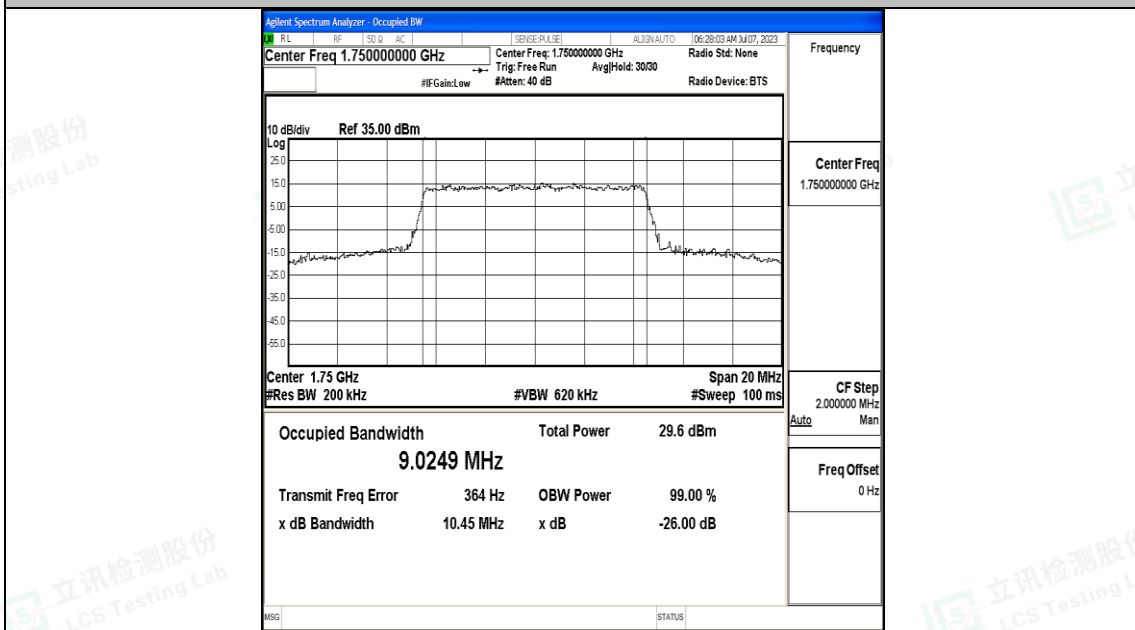 Agilent Spectrum Analyzer - Occupied BW
RL RF 50 Ω AC SENSE:PULSE ALIGN AUTO 06:28:03 AM Jul 07, 2023
Center Freq 1.750000000 GHz Center Freq: 1.750000000 GHz Radio Std: None
Trig: Free Run Avg|Hold: 30/30
#IFGain:Low #Atten: 40 dB Radio Device: BTS
Frequency
10 dB/div Ref 35.00 dBm
Log
25.0
15.0
5.00
-5.00
-15.0
-25.0
-35.0
-45.0
-55.0
Center 1.75 GHz Span 20 MHz
#Res BW 200 kHz #VBW 620 kHz #Sweep 100 ms
Center Freq
1.750000000 GHz
CF Step
2.000000 MHz
Auto Man
Freq Offset
0 Hz
Occupied Bandwidth Total Power 29.6 dBm
9.0249 MHz
Transmit Freq Error 364 Hz OBW Power 99.00 %
x dB Bandwidth 10.45 MHz x dB -26.00 dB
MSG STATUS
立讯检测股份
LCS Testing Lab
立讯检测股份
LCS Testing L